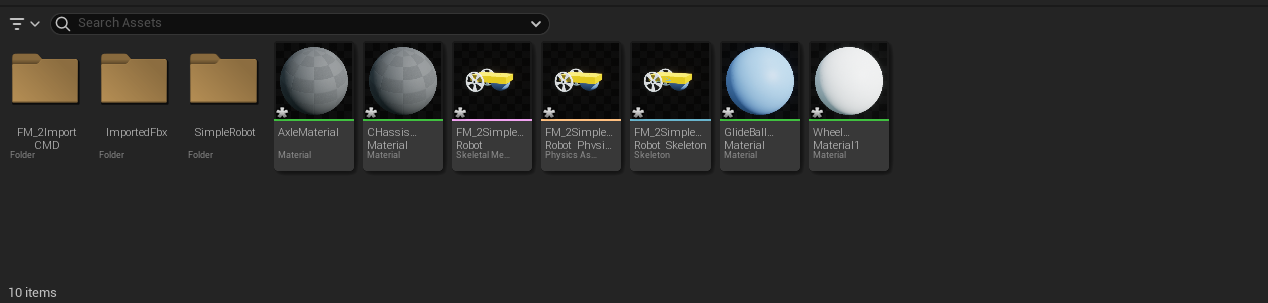 Search Assets
FM_2Import
CMD
Folder
ImportedFbx
Folder
SimpleRobot
Folder
AxleMaterial
Material
CHassis...
Material
Material
FM_2Simple...
Robot
Skeletal Me...
FM_2Simple...
Robot_Physi...
Physics As...
FM_2Simple...
Robot_Skeleton
Skeleton
GlideBall...
Material
Material
Wheel...
Material1
Material
10 items